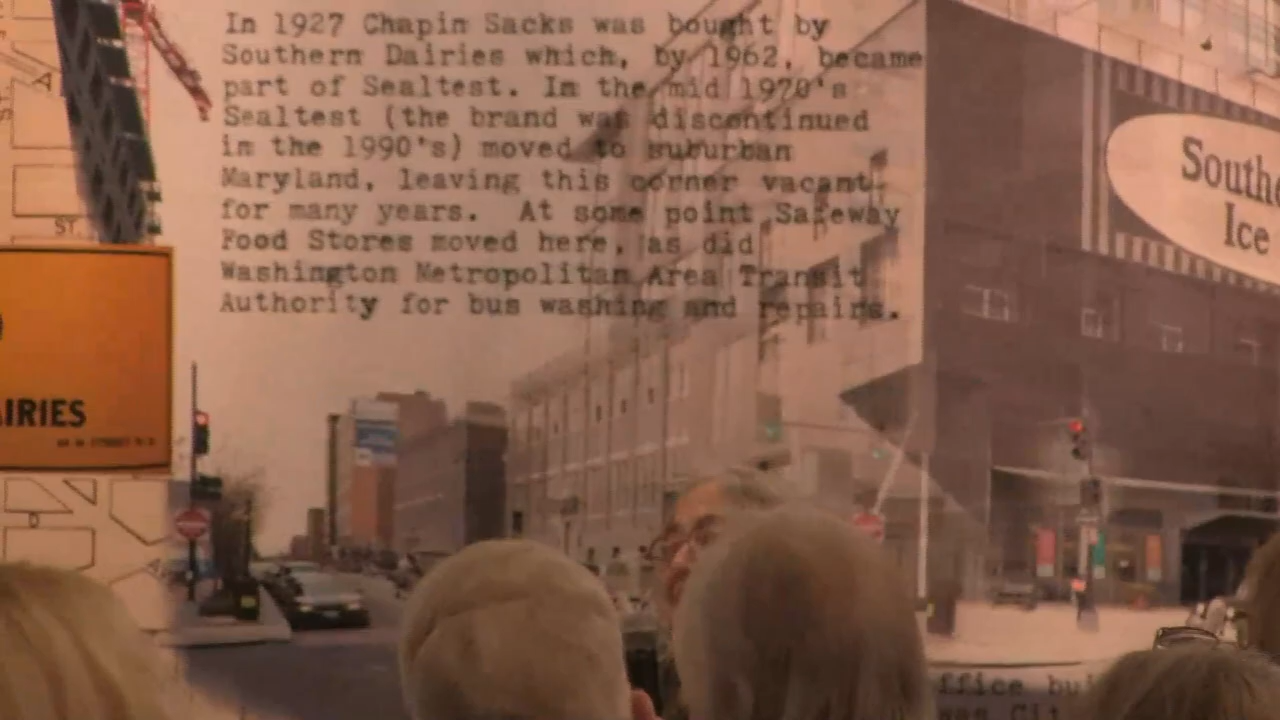 In 1927 Chapin Sacks was bought by
Southern Dairies which, by 1962, became
part of Sealtest. In the mid 1970's
Sealtest (the brand was discontinued
in the 1990's) moved to suburban
Maryland, leaving this corner vacant
for many years. At some point Safeway
Food Stores moved here, as did
Washington Metropolitan Area Transit
Authority for bus washing and repairs.
South
Ice
ST.
ST.
AIRIES